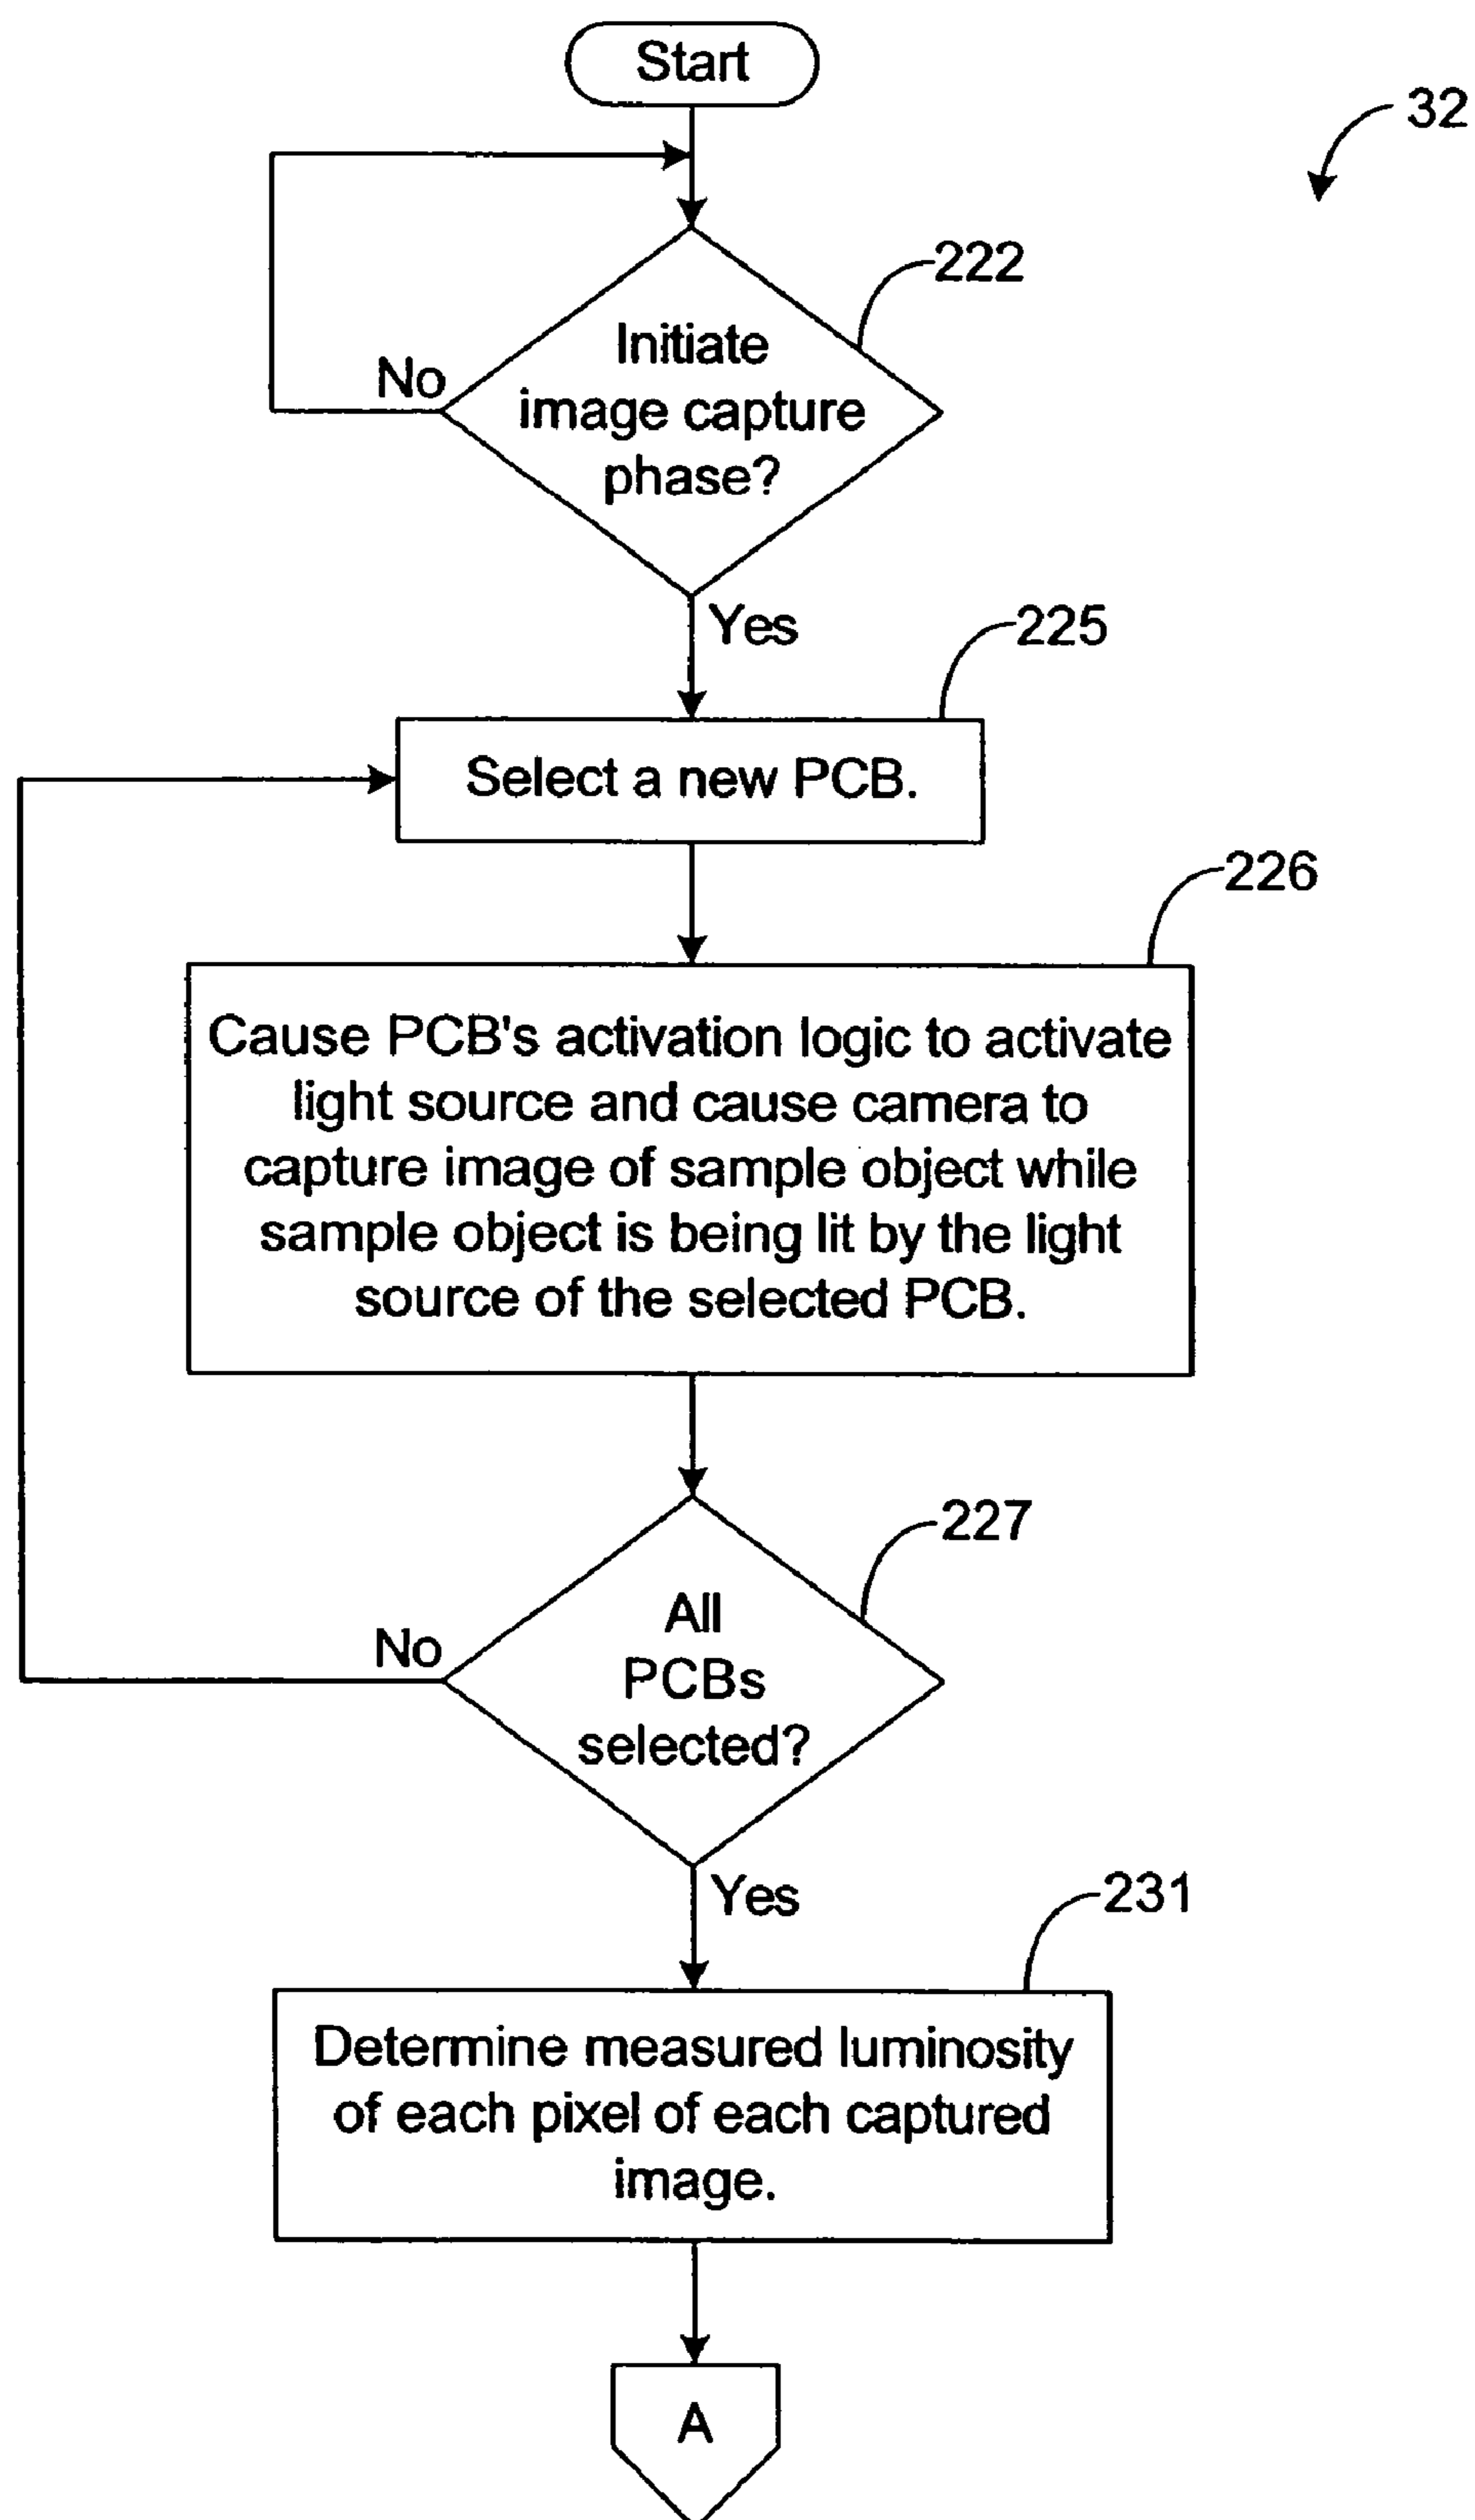 Start
32
222
Initiate
image capture
phase?
No
Yes
225
Select a new PCB.
226
Cause PCB's activation logic to activate
light source and cause camera to
capture image of sample object while
sample object is being lit by the light
source of the selected PCB.
227
All
PCBs
selected?
No
Yes
231
Determine measured luminosity
of each pixel of each captured
image.
A